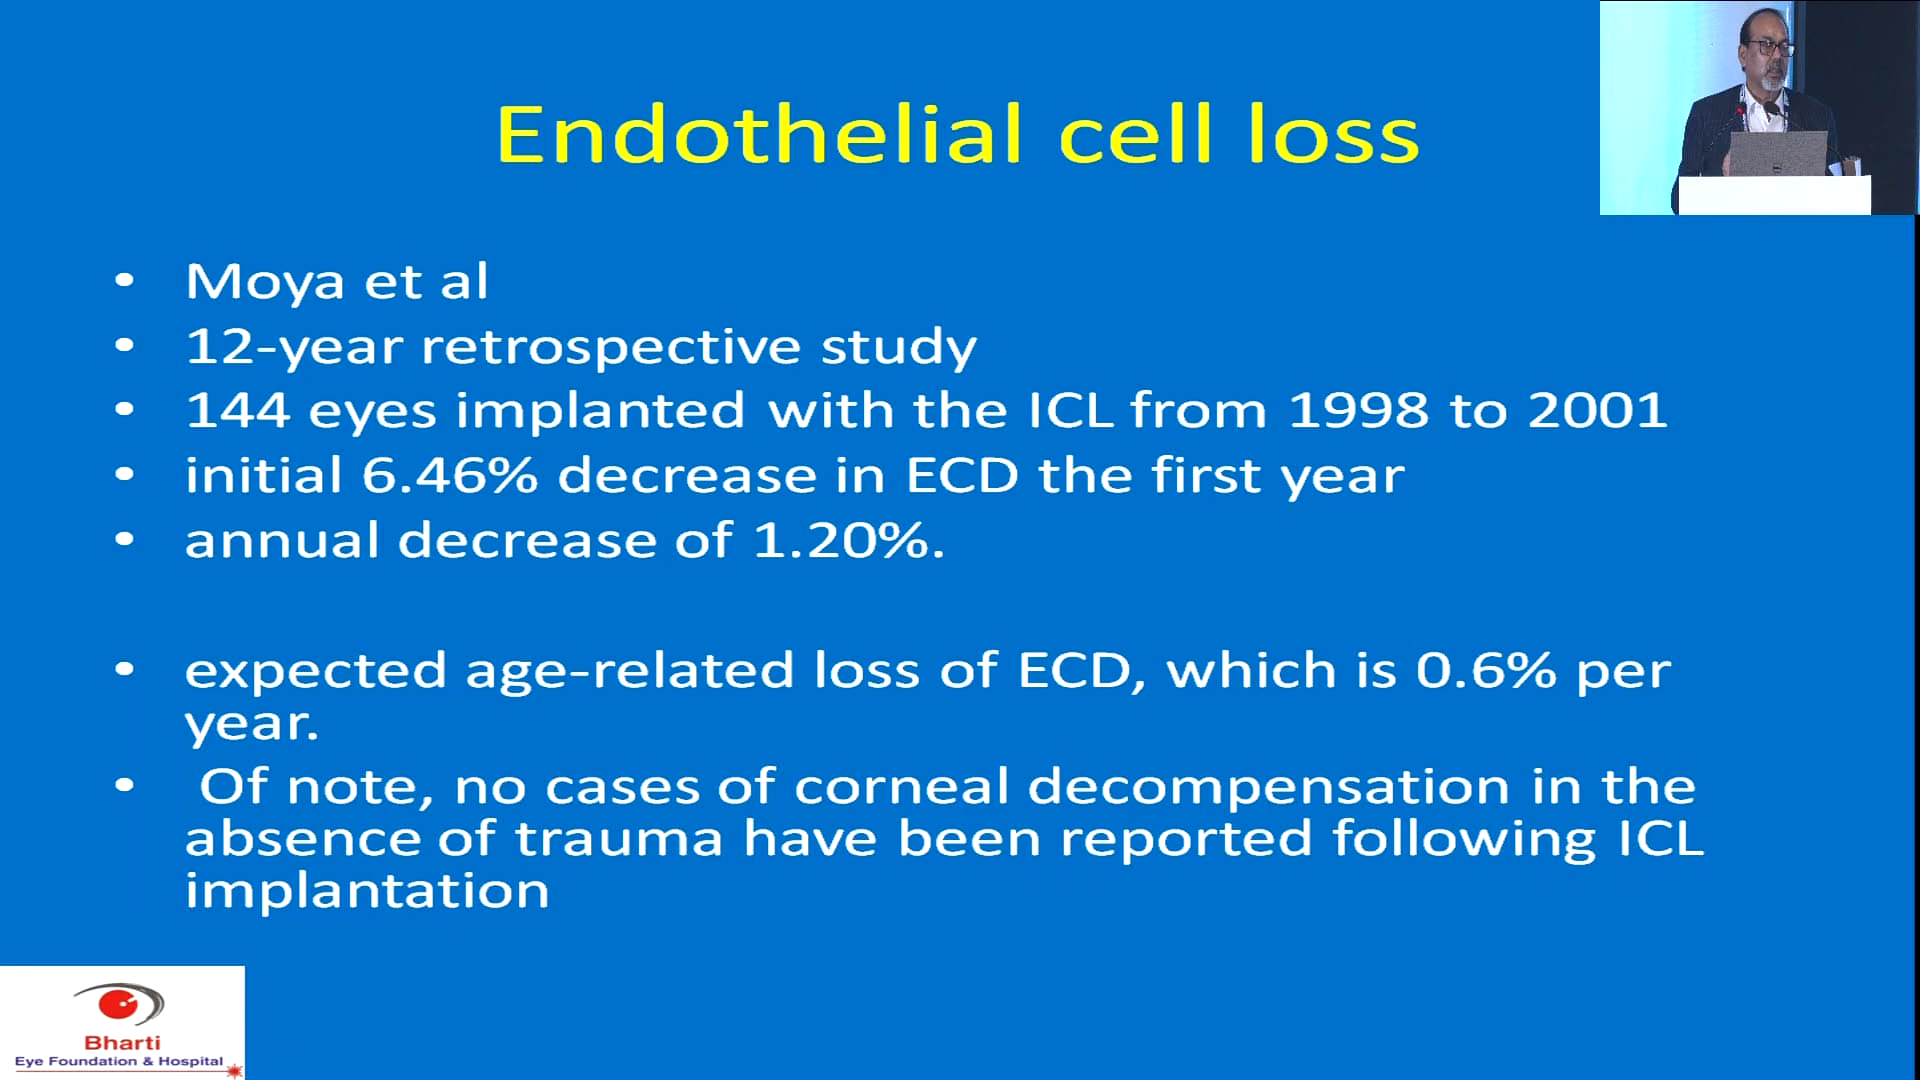 Endothelial cell loss
• Moya et al
• 12-year retrospective study
• 144 eyes implanted with the ICL from 1998 to 2001
• initial 6.46% decrease in ECD the first year
• annual decrease of 1.20%.
• expected age-related loss of ECD, which is 0.6% per
year.
• Of note, no cases of corneal decompensation in the
absence of trauma have been reported following ICL
implantation
Bharti
Eye Foundation & Hospital